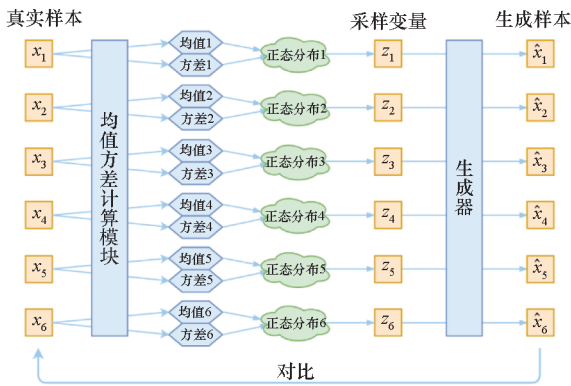 真实样本 采样变量 生成样本
x1 均值1 方差1 正态分布1 z1 x̂1
x2 均值2 方差2 正态分布2 z2 x̂2
x3 均值3 方差3 正态分布3 z3 x̂3
x4 均值4 方差4 正态分布4 z4 x̂4
x5 均值5 方差5 正态分布5 z5 x̂5
x6 均值6 方差6 正态分布6 z6 x̂6
均值方差计算模块
生成器
对比